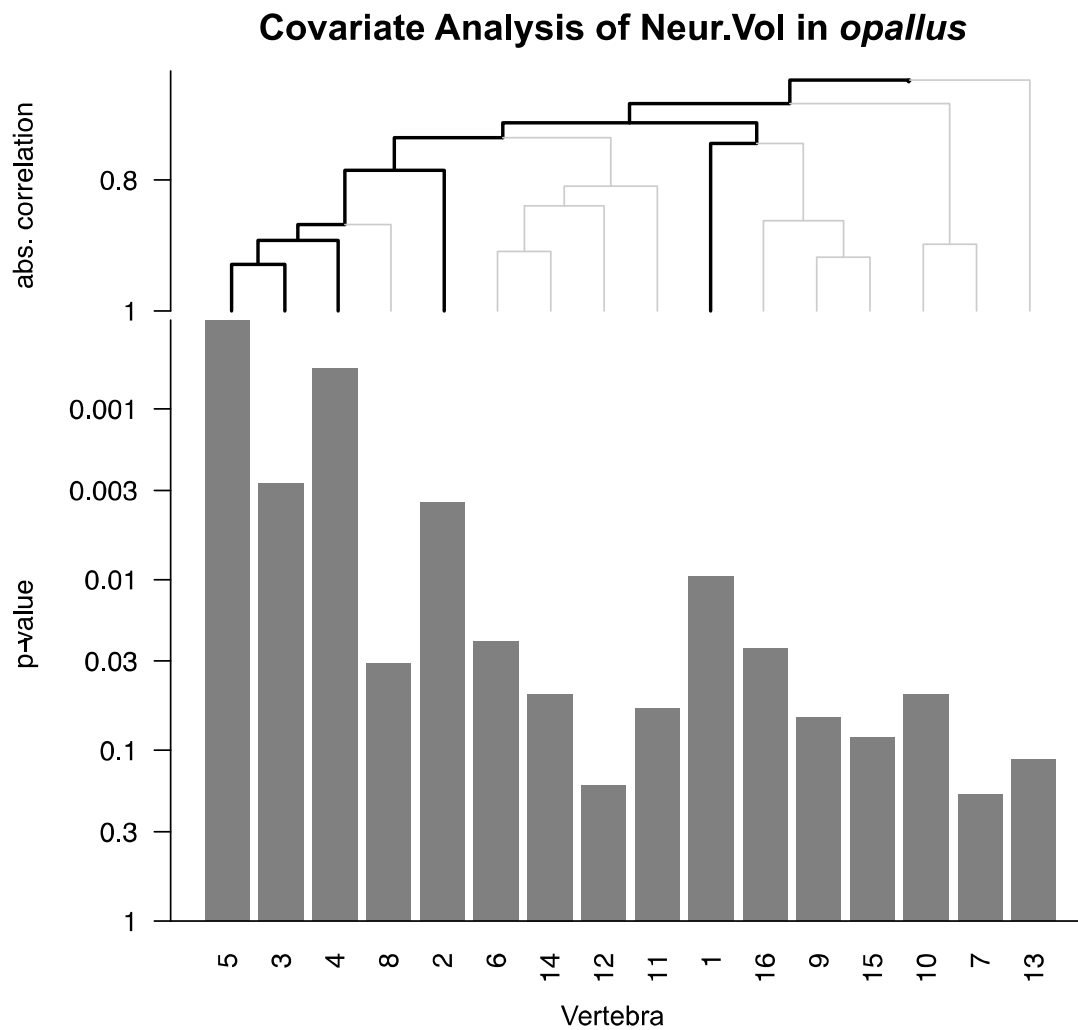 Covariate Analysis of Neur.Vol in opallus
abs. correlation
0.8
1
p-value
0.001
0.003
0.01
0.03
0.1
0.3
1
5 3 4 8 2 6 14 12 11 1 16 9 15 10 7 13
Vertebra